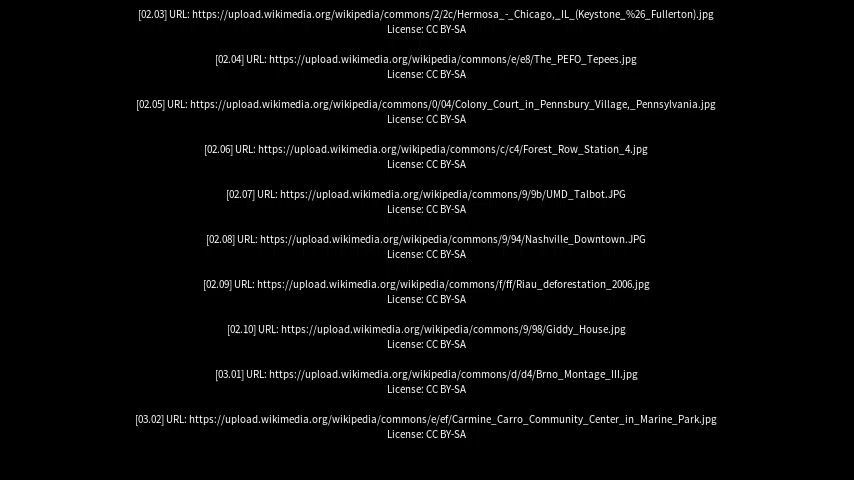 [02.03] URL: https://upload.wikimedia.org/wikipedia/commons/2/2c/Hermosa_-_Chicago,_IL_(Keystone_%26_Fullerton).jpg
License: CC BY-SA
[02.04] URL: https://upload.wikimedia.org/wikipedia/commons/e/e8/The_PEFO_Tepees.jpg
License: CC BY-SA
[02.05] URL: https://upload.wikimedia.org/wikipedia/commons/0/04/Colony_Court_in_Pennsbury_Village,_Pennsylvania.jpg
License: CC BY-SA
[02.06] URL: https://upload.wikimedia.org/wikipedia/commons/c/c4/Forest_Row_Station_4.jpg
License: CC BY-SA
[02.07] URL: https://upload.wikimedia.org/wikipedia/commons/9/9b/UMD_Talbot.JPG
License: CC BY-SA
[02.08] URL: https://upload.wikimedia.org/wikipedia/commons/9/94/Nashville_Downtown.JPG
License: CC BY-SA
[02.09] URL: https://upload.wikimedia.org/wikipedia/commons/f/ff/Riau_deforestation_2006.jpg
License: CC BY-SA
[02.10] URL: https://upload.wikimedia.org/wikipedia/commons/9/98/Giddy_House.jpg
License: CC BY-SA
[03.01] URL: https://upload.wikimedia.org/wikipedia/commons/d/d4/Brno_Montage_III.jpg
License: CC BY-SA
[03.02] URL: https://upload.wikimedia.org/wikipedia/commons/e/ef/Carmine_Carro_Community_Center_in_Marine_Park.jpg
License: CC BY-SA